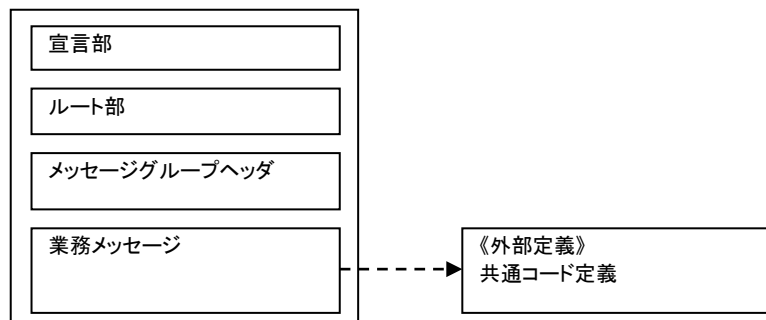 宣言部
ルート部
メッセージグループヘッダ
業務メッセージ
《外部定義》
共通コード定義